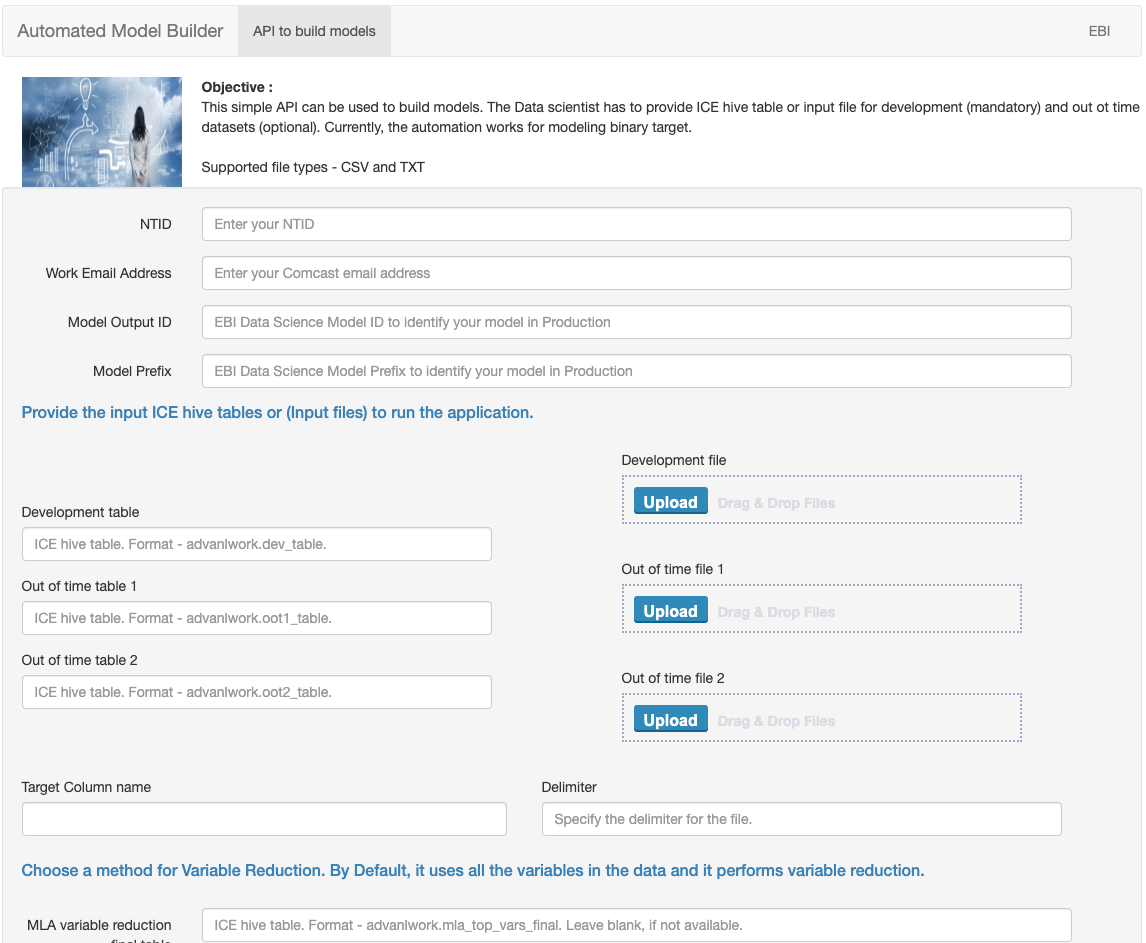 Automated Model Builder
API to build models
EBI
Objective :
This simple API can be used to build models. The Data scientist has to provide ICE hive table or input file for development (mandatory) and out ot time
datasets (optional). Currently, the automation works for modeling binary target.
Supported file types - CSV and TXT
NTID
Enter your NTID
Work Email Address
Enter your Comcast email address
Model Output ID
EBI Data Science Model ID to identify your model in Production
Model Prefix
EBI Data Science Model Prefix to identify your model in Production
Provide the input ICE hive tables or (Input files) to run the application.
Development table
ICE hive table. Format - advanlwork.dev_table.
Out of time table 1
ICE hive table. Format - advanlwork.oot1_table.
Out of time table 2
ICE hive table. Format - advanlwork.oot2_table.
Development file
Upload Drag & Drop Files
Out of time file 1
Upload Drag & Drop Files
Out of time file 2
Upload Drag & Drop Files
Target Column name
Delimiter
Specify the delimiter for the file.
Choose a method for Variable Reduction. By Default, it uses all the variables in the data and it performs variable reduction.
MLA variable reduction
final table
ICE hive table. Format - advanlwork.mla_top_vars_final. Leave blank, if not available.